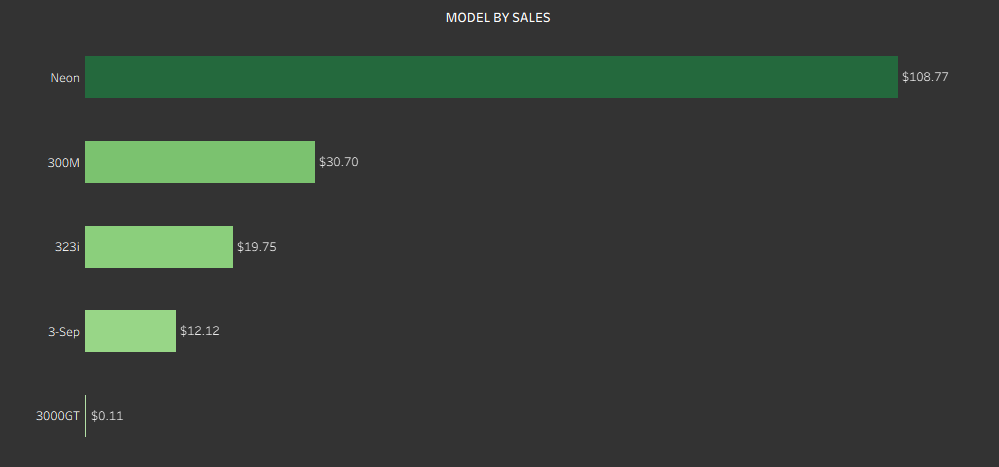 MODEL BY SALES
Neon $108.77
300M $30.70
323i $19.75
3-Sep $12.12
3000GT $0.11